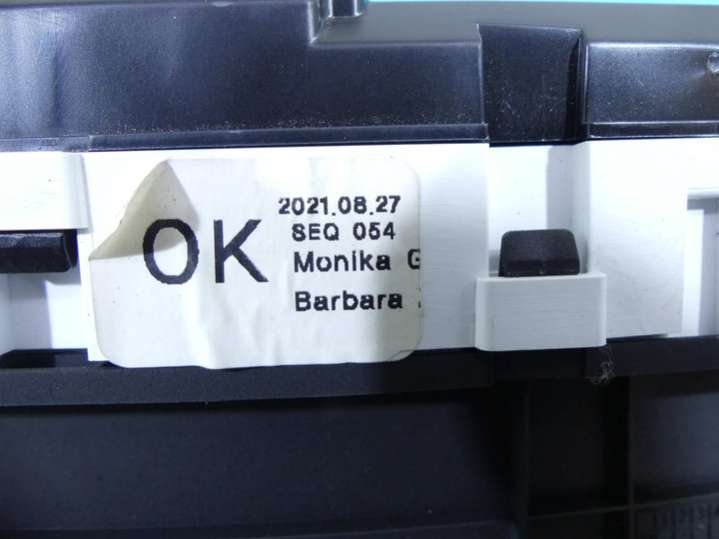 OK
2021.08.27
SEQ 054
Monika G
Barbara